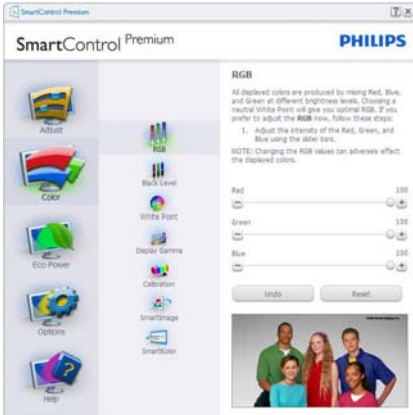 SmartControl Premium
SmartControl Premium
PHILIPS
Adjust
Color
Eco Power
Options
Help
RGB
Black Level
White Point
Display Gamma
Calibration
SmartImage
SmartKolor
RGB
All displayed colors are produced by mixing Red, Blue,
and Green at different brightness levels. Choosing a
neutral White Point will give you optimal RGB. If you
prefer to adjust the RGB now, follow these steps:
1. Adjust the intensity of the Red, Green, and
Blue using the slider bars.
NOTE: Changing the RGB values can adversely effect
the displayed colors.
Red 100
Green 100
Blue 100
Undo Reset